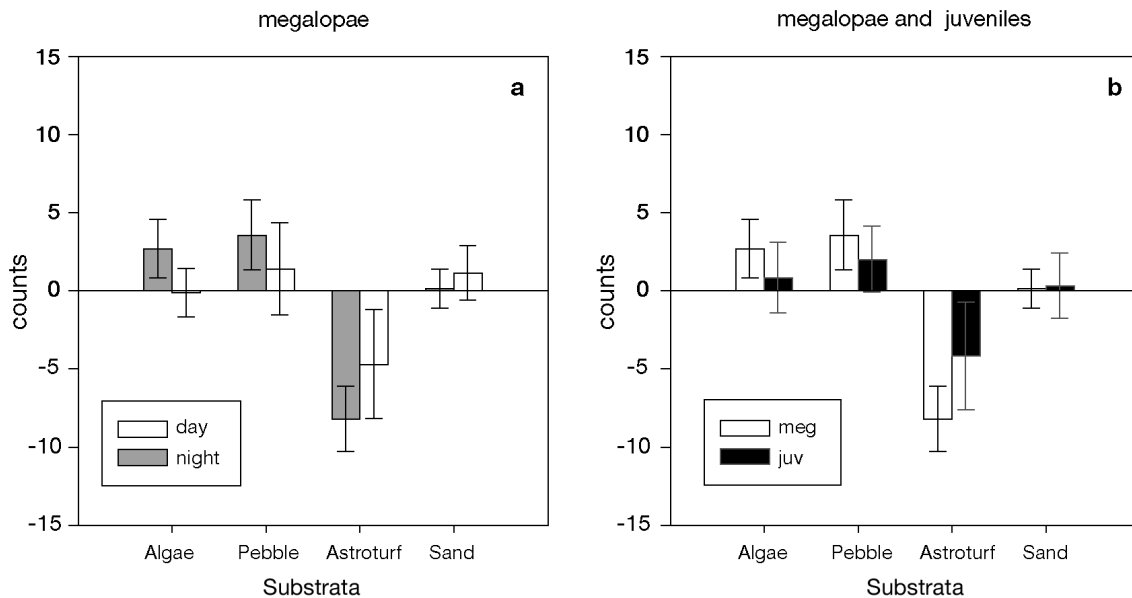 megalopae
a
15
10
5
0
-5
-10
-15
counts
day
night
Algae Pebble Astroturf Sand
Substrata
megalopae and juveniles
b
15
10
5
0
-5
-10
-15
counts
meg
juv
Algae Pebble Astroturf Sand
Substrata